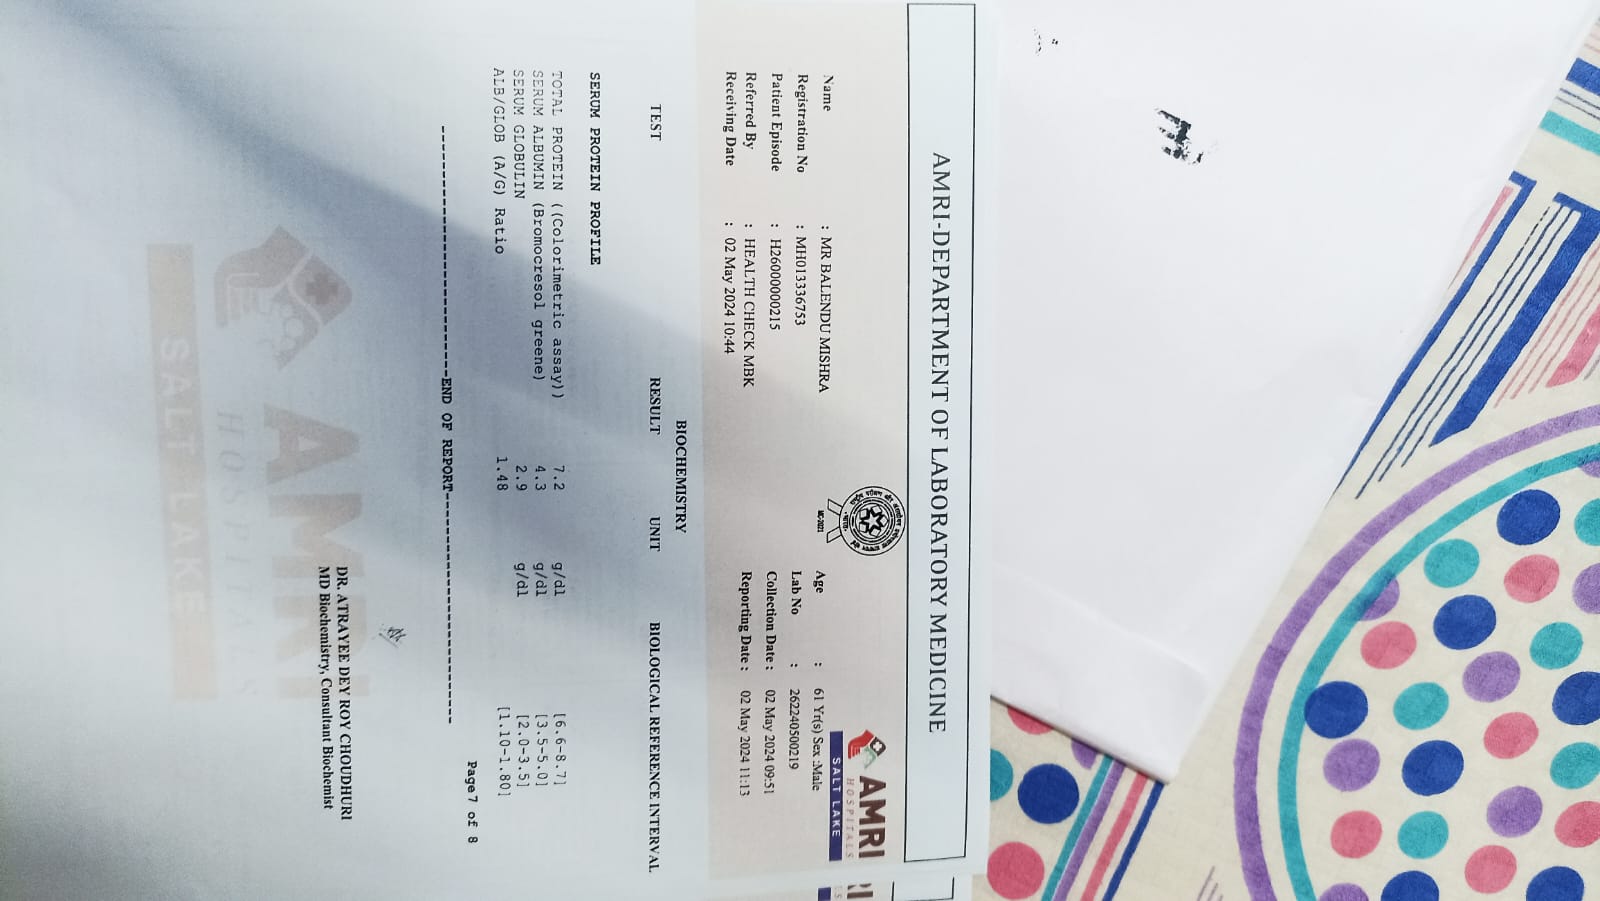 AMRI-DEPARTMENT OF LABORATORY MEDICINE
AMRI
HOSPITALS
SALT LAKE
MC-2021
Name : MR BALENDU MISHRA
Registration No : MH013336753
Patient Episode : H26000000215
Referred By : HEALTH CHECK MBK
Receiving Date : 02 May 2024 10:44
Age : 61 Yr(s) Sex :Male
Lab No : 262240500219
Collection Date : 02 May 2024 09:51
Reporting Date : 02 May 2024 11:13
BIOCHEMISTRY
TEST RESULT UNIT BIOLOGICAL REFERENCE INTERVAL
SERUM PROTEIN PROFILE
TOTAL PROTEIN ((Colorimetric assay)) 7.2 g/dl [6.6-8.7]
SERUM ALBUMIN (Bromocresol greene) 4.3 g/dl [3.5-5.0]
SERUM GLOBULIN 2.9 g/dl [2.0-3.5]
ALB/GLOB (A/G) Ratio 1.48 [1.10-1.80]
Page7 of 8
-----------------------------END OF REPORT---------------------------
DR. ATRAYEE DEY ROY CHOUDHURI
MD Biochemistry, Consultant Biochemist
AMRI
HOSPITALS
SALT LAKE